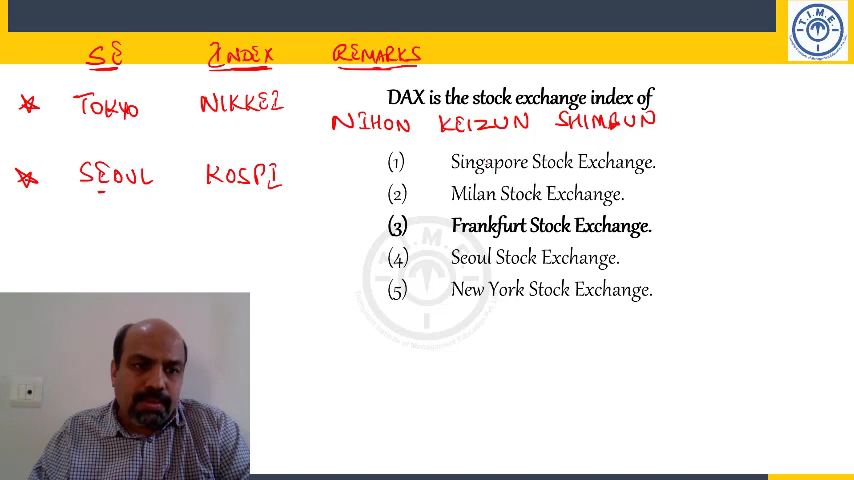 T.I.M.E.
SE INDEX REMARKS
TOKYO NIKKEI
DAX is the stock exchange index of
NIHON KEIZUN SHIMBUN
(1) Singapore Stock Exchange.
SEOUL KOSPI
(2) Milan Stock Exchange.
(3) Frankfurt Stock Exchange.
(4) Seoul Stock Exchange.
(5) New York Stock Exchange.